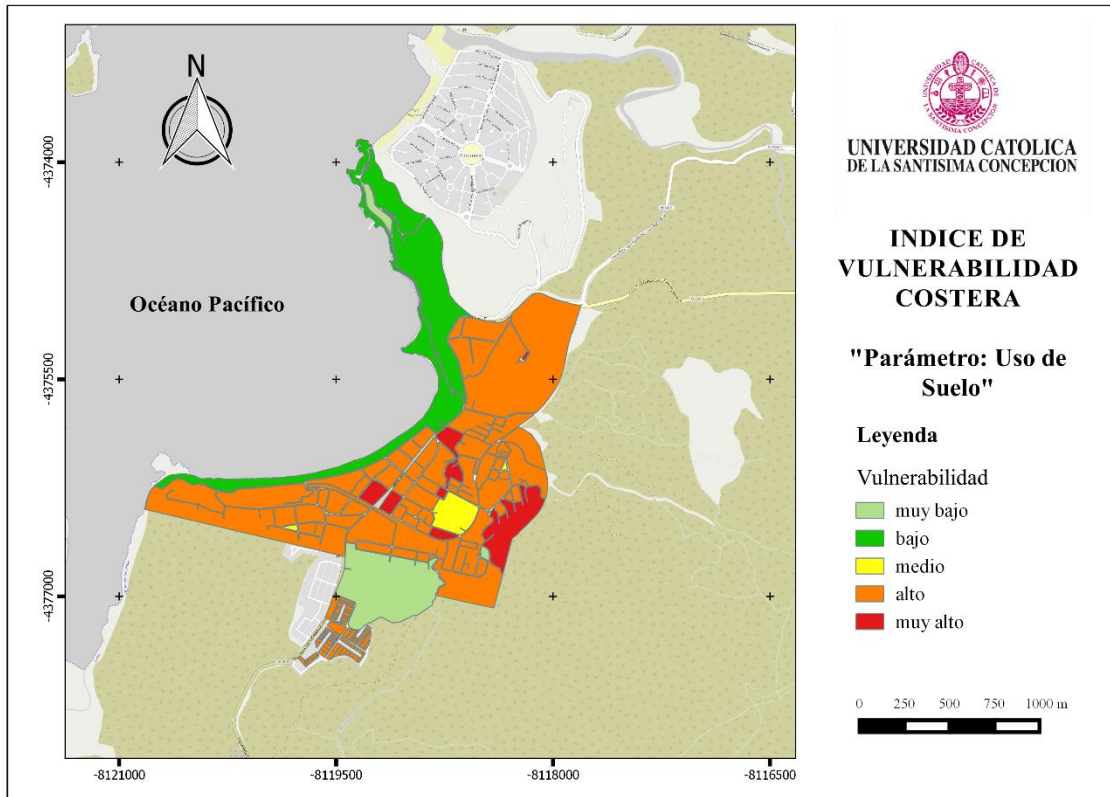 N
Océano Pacífico
-4374000
-4375500
-4377000
-8121000
-8119500
-8118000
-8116500
UNIVERSIDAD CATOLICA
DE LA SANTISIMA CONCEPCION
INDICE DE
VULNERABILIDAD
COSTERA
"Parámetro: Uso de
Suelo"
Leyenda
Vulnerabilidad
muy bajo
bajo
medio
alto
muy alto
0 250 500 750 1000 m